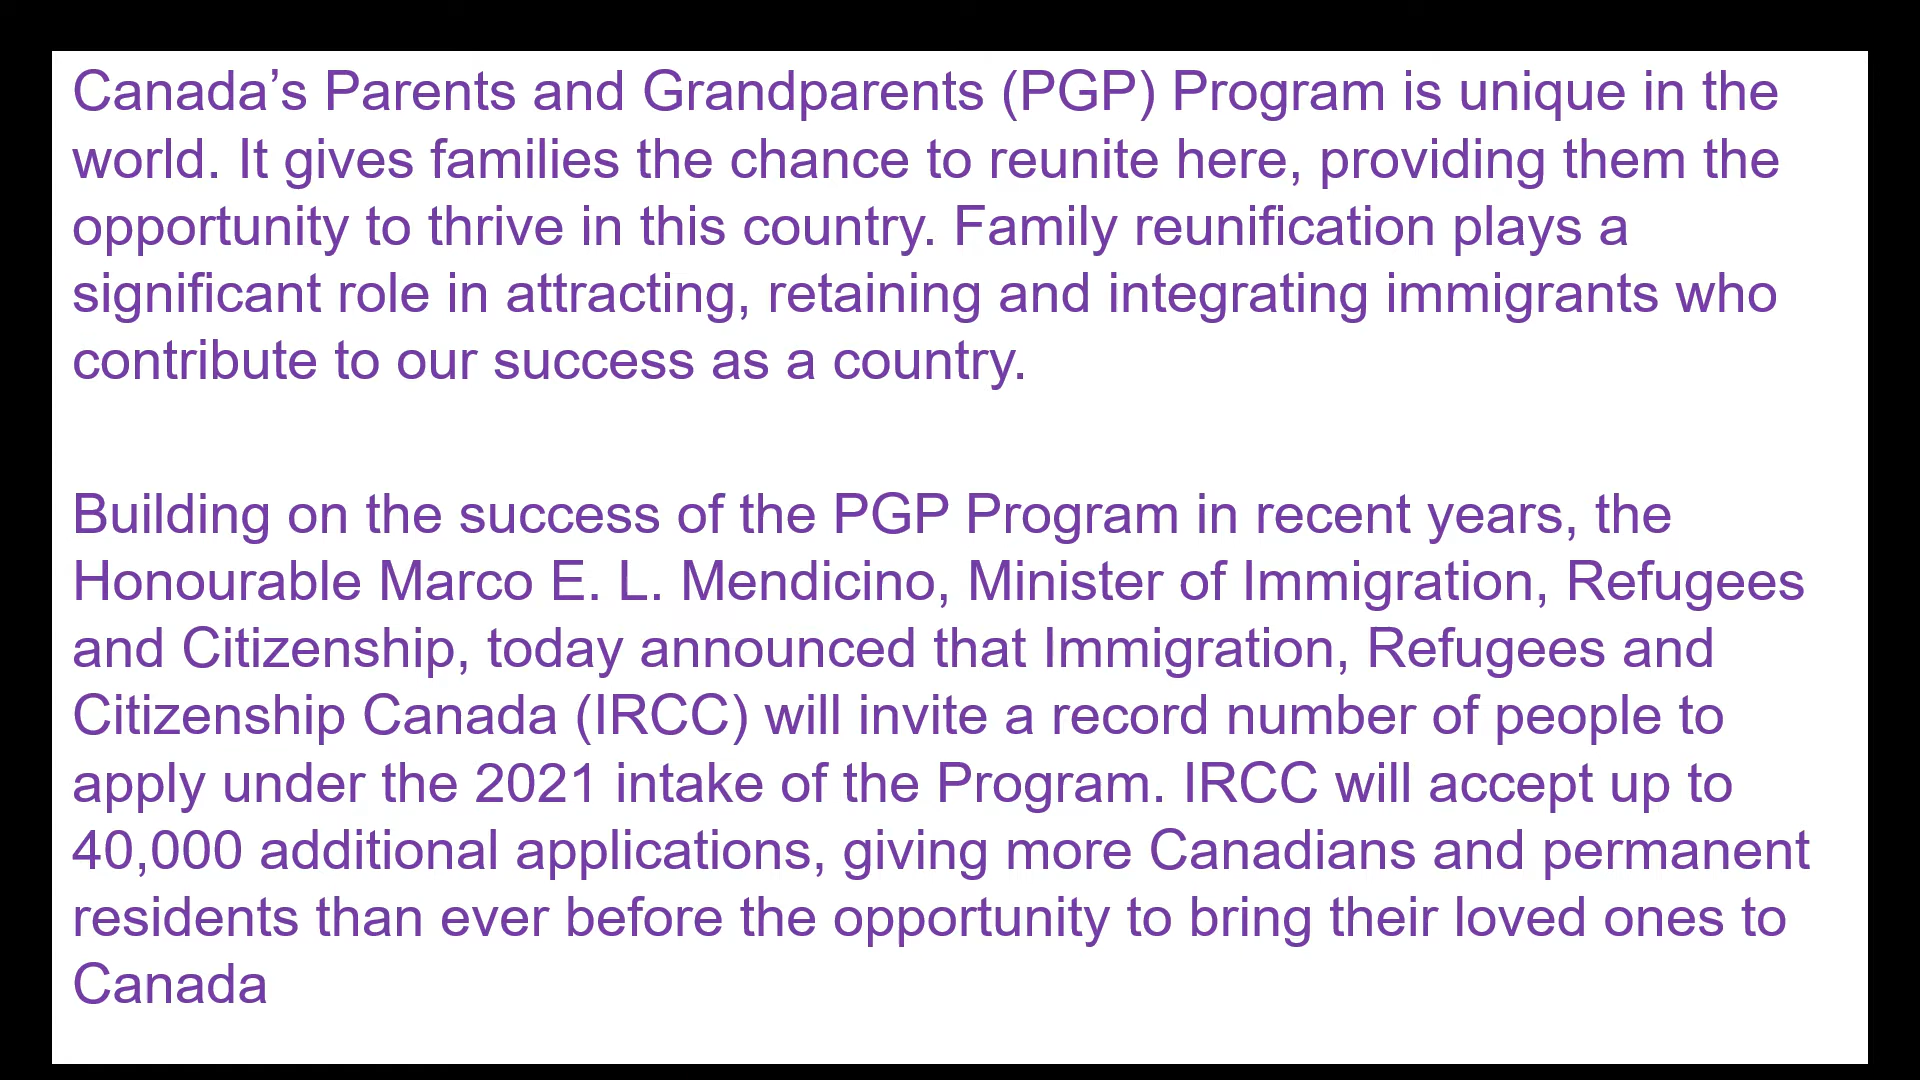 Canada’s Parents and Grandparents (PGP) Program is unique in the
world. It gives families the chance to reunite here, providing them the
opportunity to thrive in this country. Family reunification plays a
significant role in attracting, retaining and integrating immigrants who
contribute to our success as a country.
Building on the success of the PGP Program in recent years, the
Honourable Marco E. L. Mendicino, Minister of Immigration, Refugees
and Citizenship, today announced that Immigration, Refugees and
Citizenship Canada (IRCC) will invite a record number of people to
apply under the 2021 intake of the Program. IRCC will accept up to
40,000 additional applications, giving more Canadians and permanent
residents than ever before the opportunity to bring their loved ones to
Canada